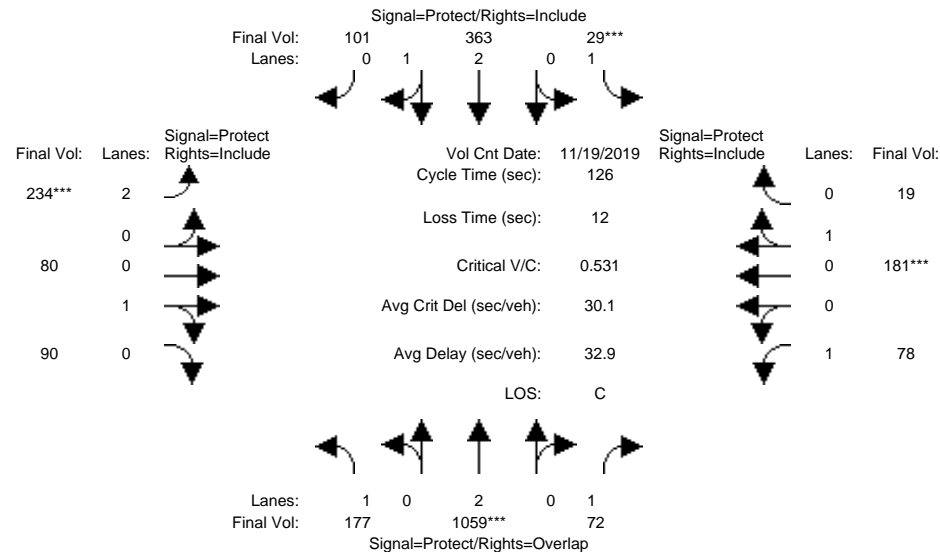 Signal=Protect/Rights=Include
Final Vol: 101 363 29***
Lanes: 0 1 2 0 1
Signal=Protect Signal=Protect
Final Vol: Lanes: Rights=Include Vol Cnt Date: 11/19/2019 Rights=Include Lanes: Final Vol:
Cycle Time (sec): 126
234*** 2 0 19
Loss Time (sec): 12
0 1
80 0 Critical V/C: 0.531 0 181***
1 Avg Crit Del (sec/veh): 30.1 0
90 0 Avg Delay (sec/veh): 32.9 1 78
LOS: C
Lanes: 1 0 2 0 1
Final Vol: 177 1059*** 72
Signal=Protect/Rights=Overlap